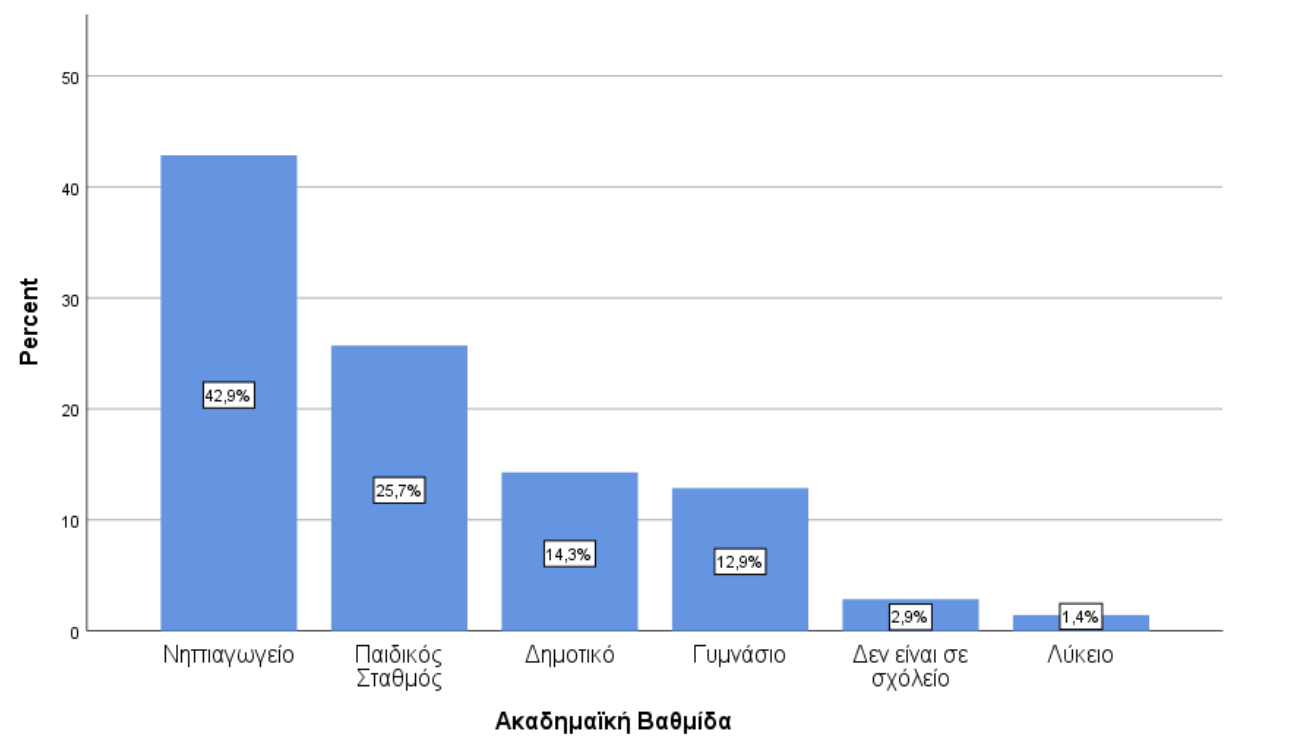 50
40
30
20
10
0
Percent
42,9%
25,7%
14,3%
12,9%
2,9%
1,4%
Νηπιαγωγείο
Παιδικός
Σταθμός
Δημοτικό
Γυμνάσιο
Δεν είναι σε
σχόλείο
Λύκειο
Ακαδημαϊκή Βαθμίδα